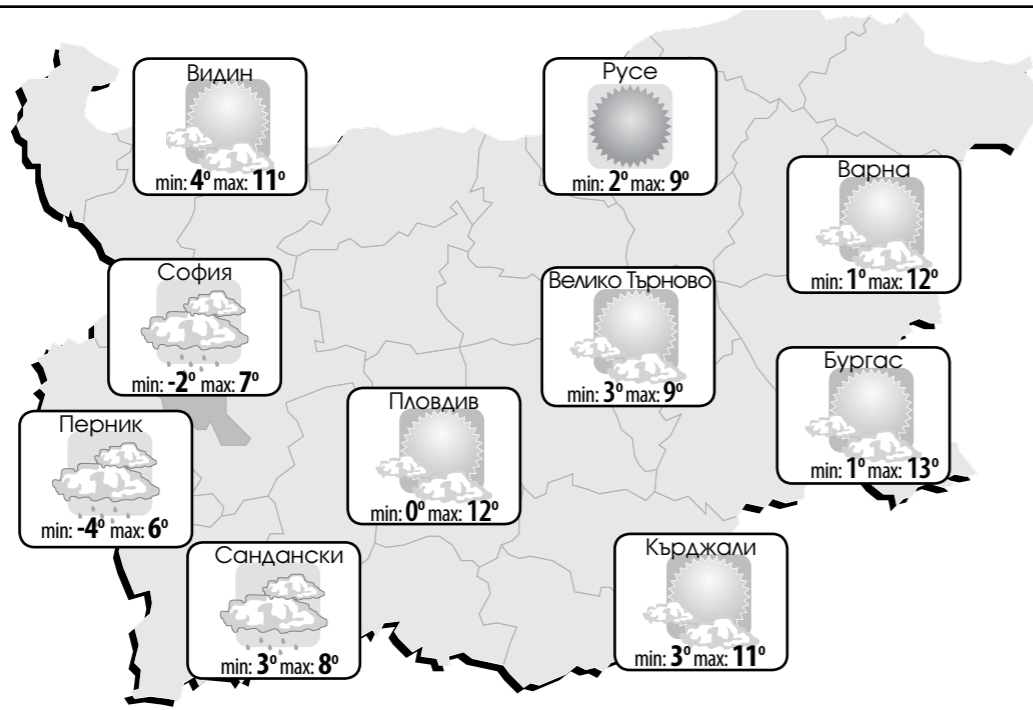 Видин
min: 4° max: 11°
Русе
min: 2° max: 9°
Варна
min: 1° max: 12°
София
min: -2° max: 7°
Велико Търново
min: 3° max: 9°
Бургас
min: 1° max: 13°
Пловдив
min: 0° max: 12°
Перник
min: -4° max: 6°
Сандански
min: 3° max: 8°
Кърджали
min: 3° max: 11°